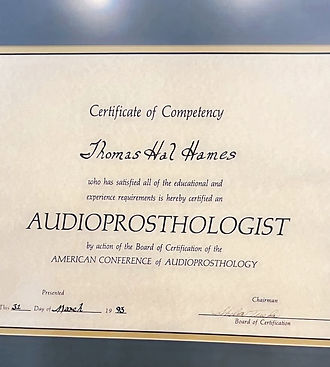 Certificate of Competency
Thomas Hal Hames
who has satisfied all of the educational and
experience requirements is hereby certified an
AUDIOPROSTHOLOGIST
by action of the Board of Certification of the
AMERICAN CONFERENCE of AUDIOPROSTHOLOGY
Presented
This 31 Day of March 19 93
Chairman
Board of Certification